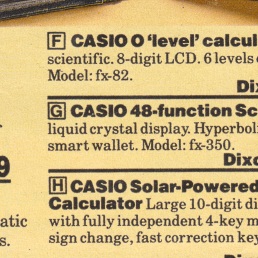 F CASIO O 'level' calcul
scientific. 8-digit LCD. 6 levels
Model: fx-82.
Dix
G CASIO 48-function Sc
liquid crystal display. Hyperboli
smart wallet. Model: fx-350.
Dixo
9
H CASIO Solar-Powered
Calculator Large 10-digit di
atic with fully independent 4-key m
s. sign change, fast correction key